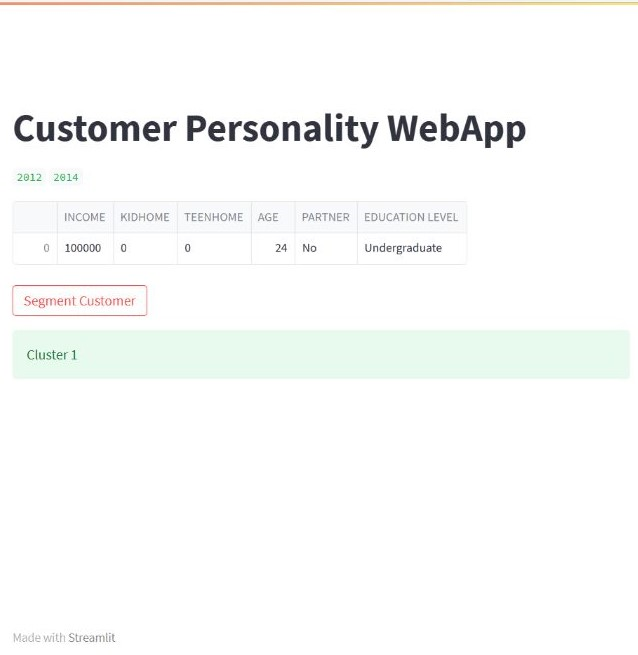 Customer Personality WebApp
2012 2014
INCOME KIDHOME TEENHOME AGE PARTNER EDUCATION LEVEL
0 100000 0 0 24 No Undergraduate
Segment Customer
Cluster 1
Made with Streamlit